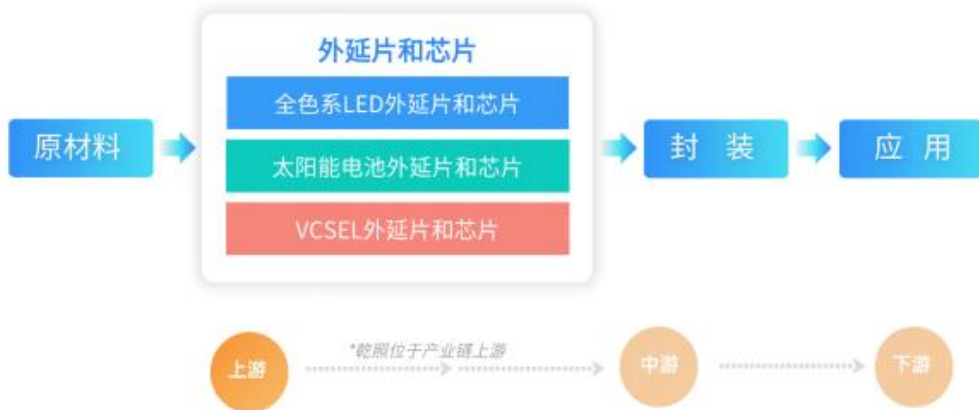 外延片和芯片
全色系LED外延片和芯片
原材料
太阳能电池外延片和芯片
封 装
应 用
VCSEL外延片和芯片
*乾照位于产业链上游
上游
中游
下游